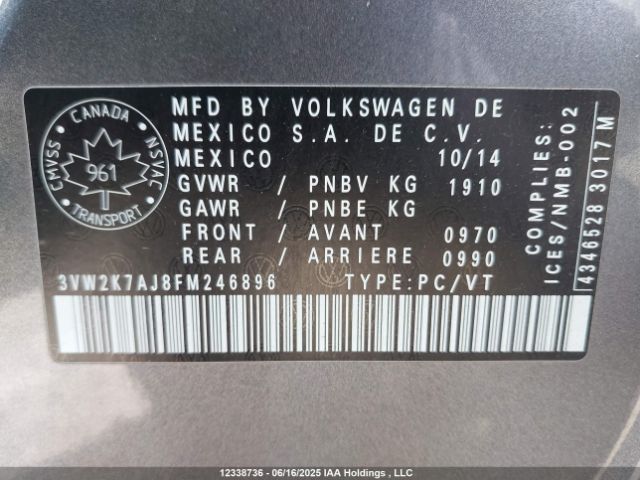 CANADA
CMVSS
NSVAC
961
TRANSPORT
MFD BY VOLKSWAGEN DE
MEXICO S.A. DE C.V.
MEXICO 10/14
GVWR / PNBV KG 1910
GAWR / PNBE KG
FRONT / AVANT 0970
REAR / ARRIERE 0990
3VW2K7AJ8FM246896 TYPE:PC/VT
COMPLIES:
ICES/NMB-002
4346528 3017 M
12338736 - 06/16/2025 IAA Holdings, LLC